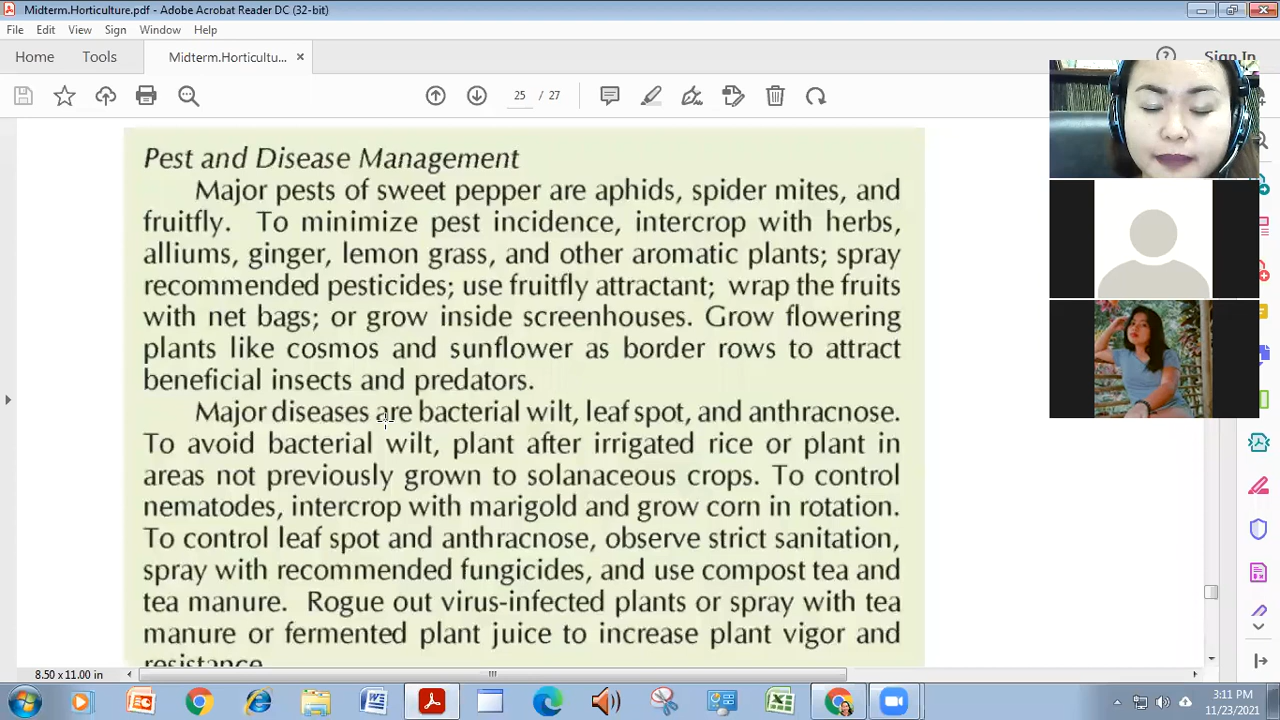 Midterm.Horticulture.pdf - Adobe Acrobat Reader DC (32-bit)
File Edit View Sign Window Help
Home Tools Midterm.Horticultu... ×
Sign In
25 / 27
Pest and Disease Management
Major pests of sweet pepper are aphids, spider mites, and
fruitfly. To minimize pest incidence, intercrop with herbs,
alliums, ginger, lemon grass, and other aromatic plants; spray
recommended pesticides; use fruitfly attractant; wrap the fruits
with net bags; or grow inside screenhouses. Grow flowering
plants like cosmos and sunflower as border rows to attract
beneficial insects and predators.
Major diseases are bacterial wilt, leaf spot, and anthracnose.
To avoid bacterial wilt, plant after irrigated rice or plant in
areas not previously grown to solanaceous crops. To control
nematodes, intercrop with marigold and grow corn in rotation.
To control leaf spot and anthracnose, observe strict sanitation,
spray with recommended fungicides, and use compost tea and
tea manure. Rogue out virus-infected plants or spray with tea
manure or fermented plant juice to increase plant vigor and
resistance.
8.50 x 11.00 in
3:11 PM
11/23/2021